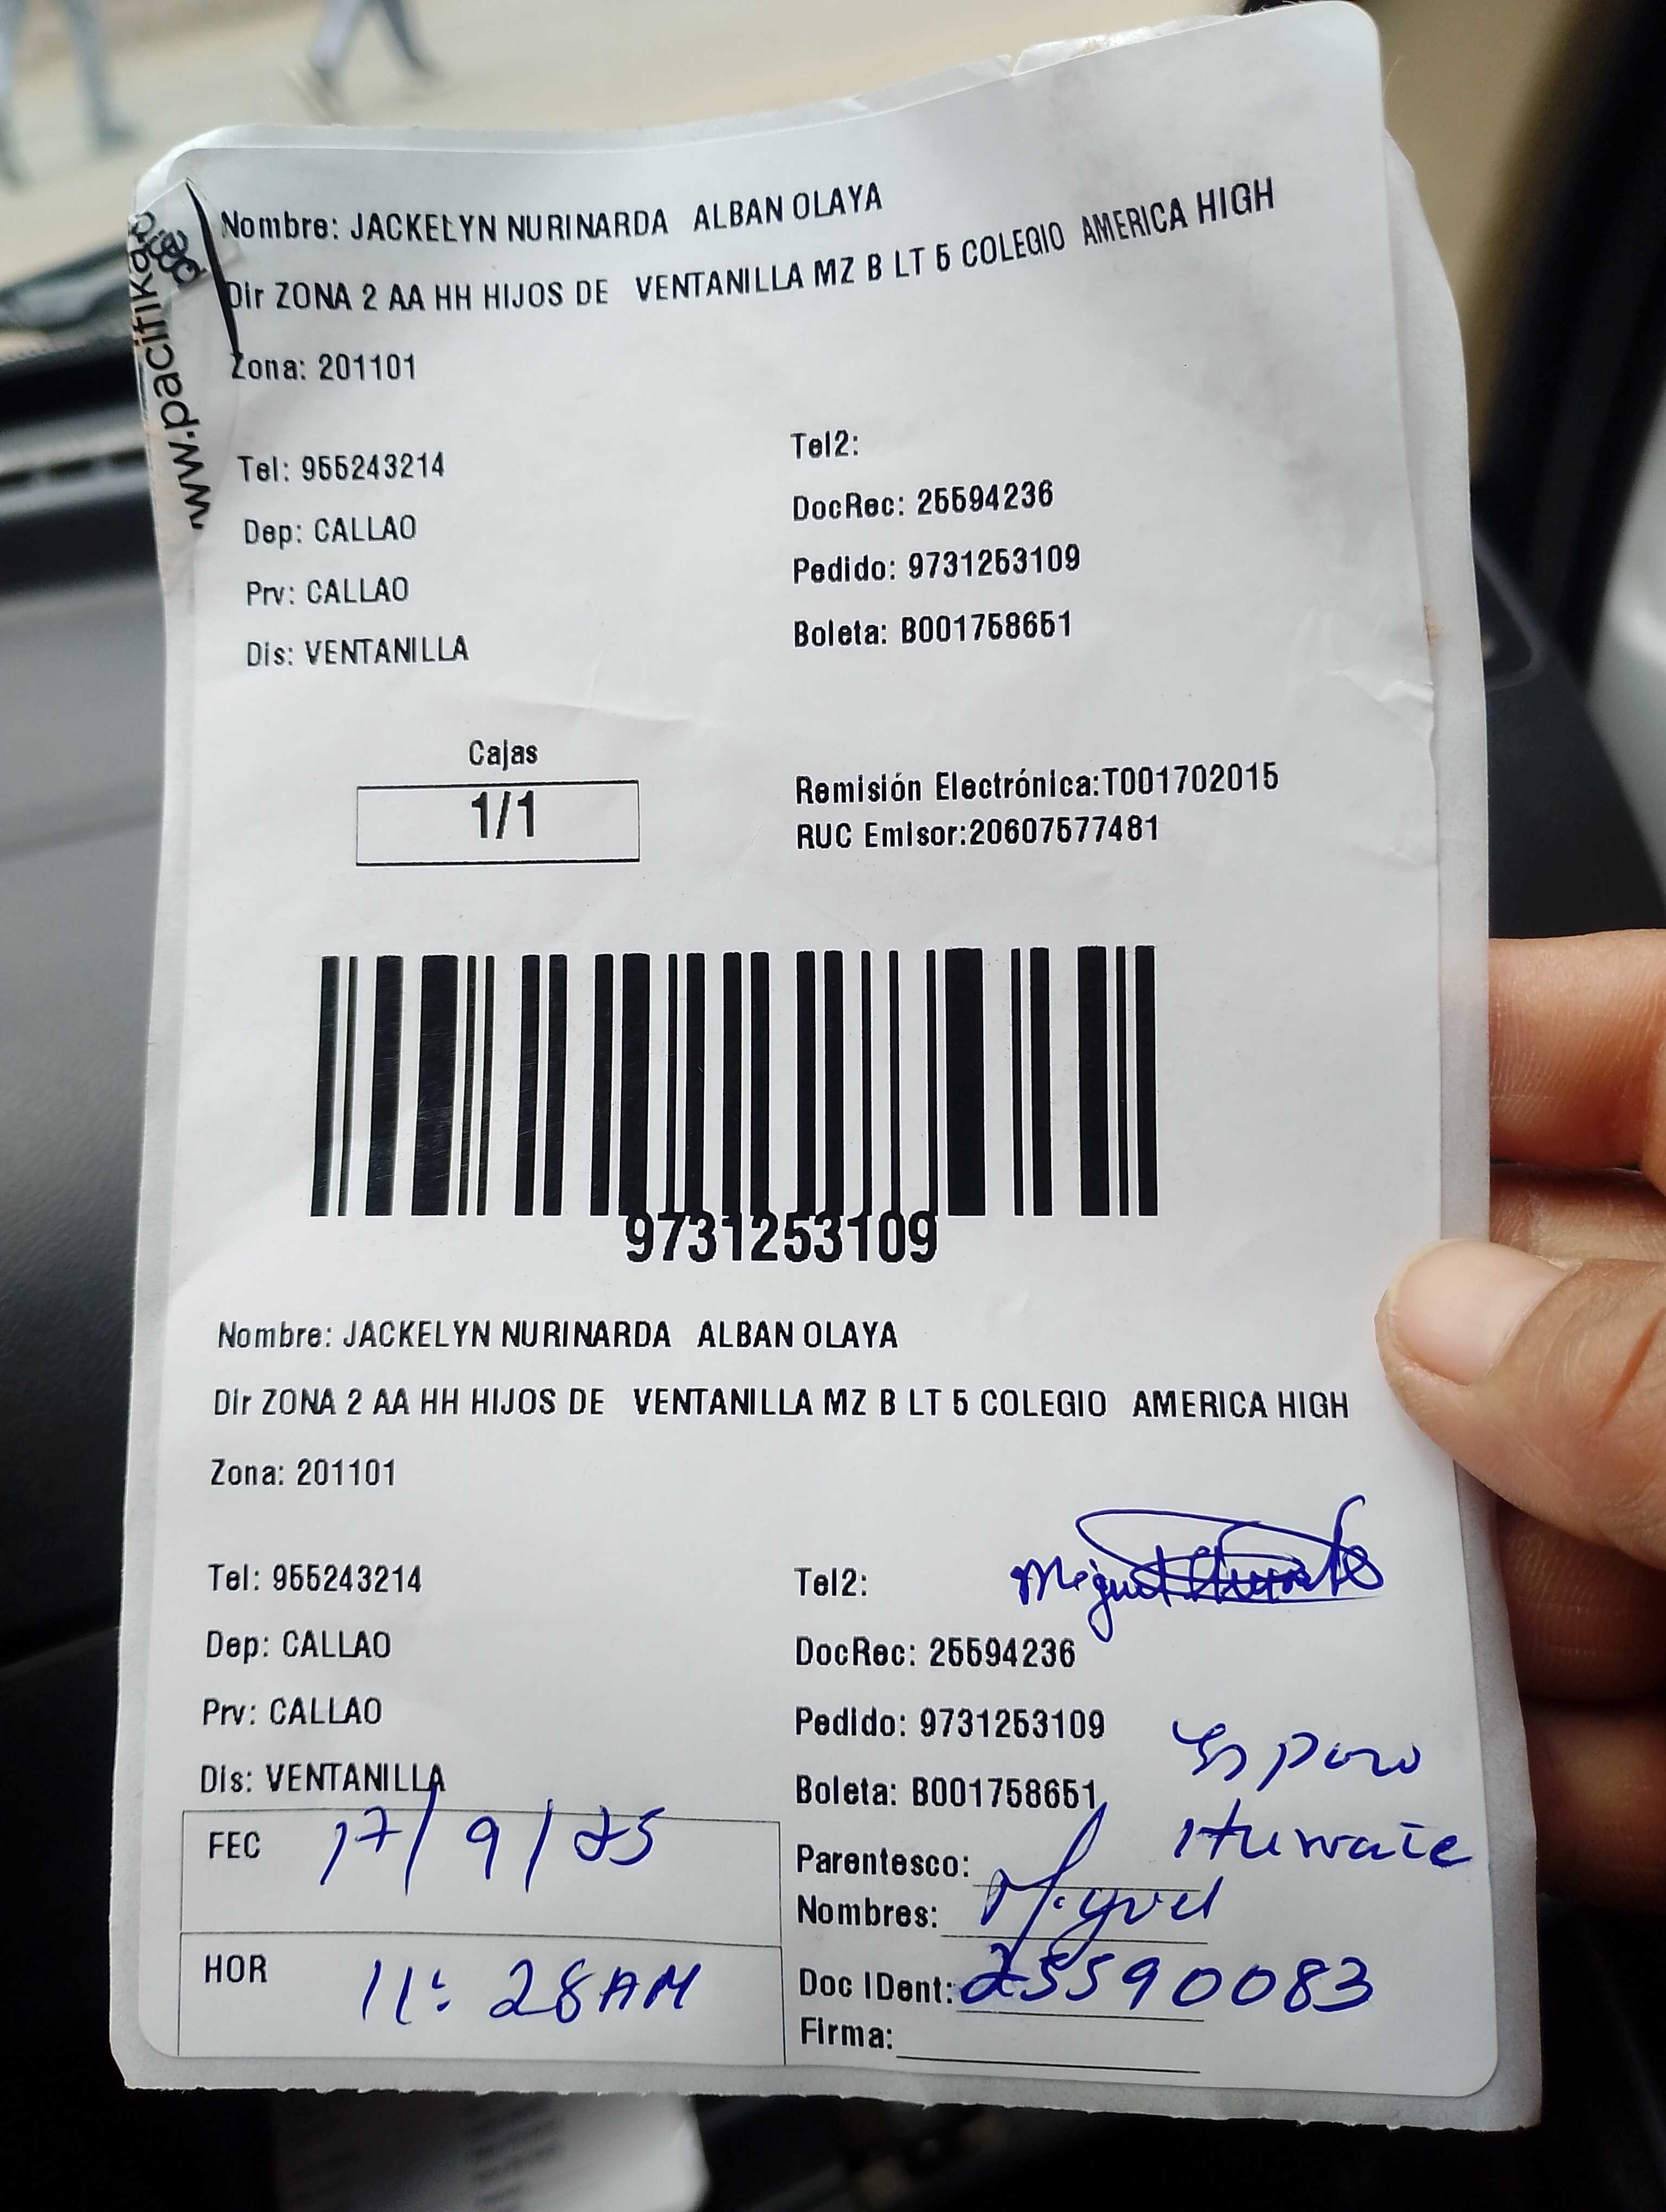 www.pacifika
Nombre: JACKELYN NURINARDA ALBAN OLAYA
Dir ZONA 2 AA HH HIJOS DE VENTANILLA MZ B LT 5 COLEGIO AMERICA HIGH
Zona: 201101
Tel: 955243214
Tel2:
Dep: CALLAO
DocRec: 25594236
Prv: CALLAO
Pedido: 9731253109
Dis: VENTANILLA
Boleta: B001758651
Cajas
1/1
Remisión Electrónica:T001702015
RUC Emisor:20607577481
9731253109
Nombre: JACKELYN NURINARDA ALBAN OLAYA
Dir ZONA 2 AA HH HIJOS DE VENTANILLA MZ B LT 5 COLEGIO AMERICA HIGH
Zona: 201101
Tel: 955243214
Tel2:
Miguel
Dep: CALLAO
DocRec: 25594236
Prv: CALLAO
Pedido: 9731253109
Dis: VENTANILLA
Boleta: B001758651
FEC 17/9/25
Parentesco:
Nombres: Miguel
HOR 11:28AM
Doc IDent: 25590083
Firma: